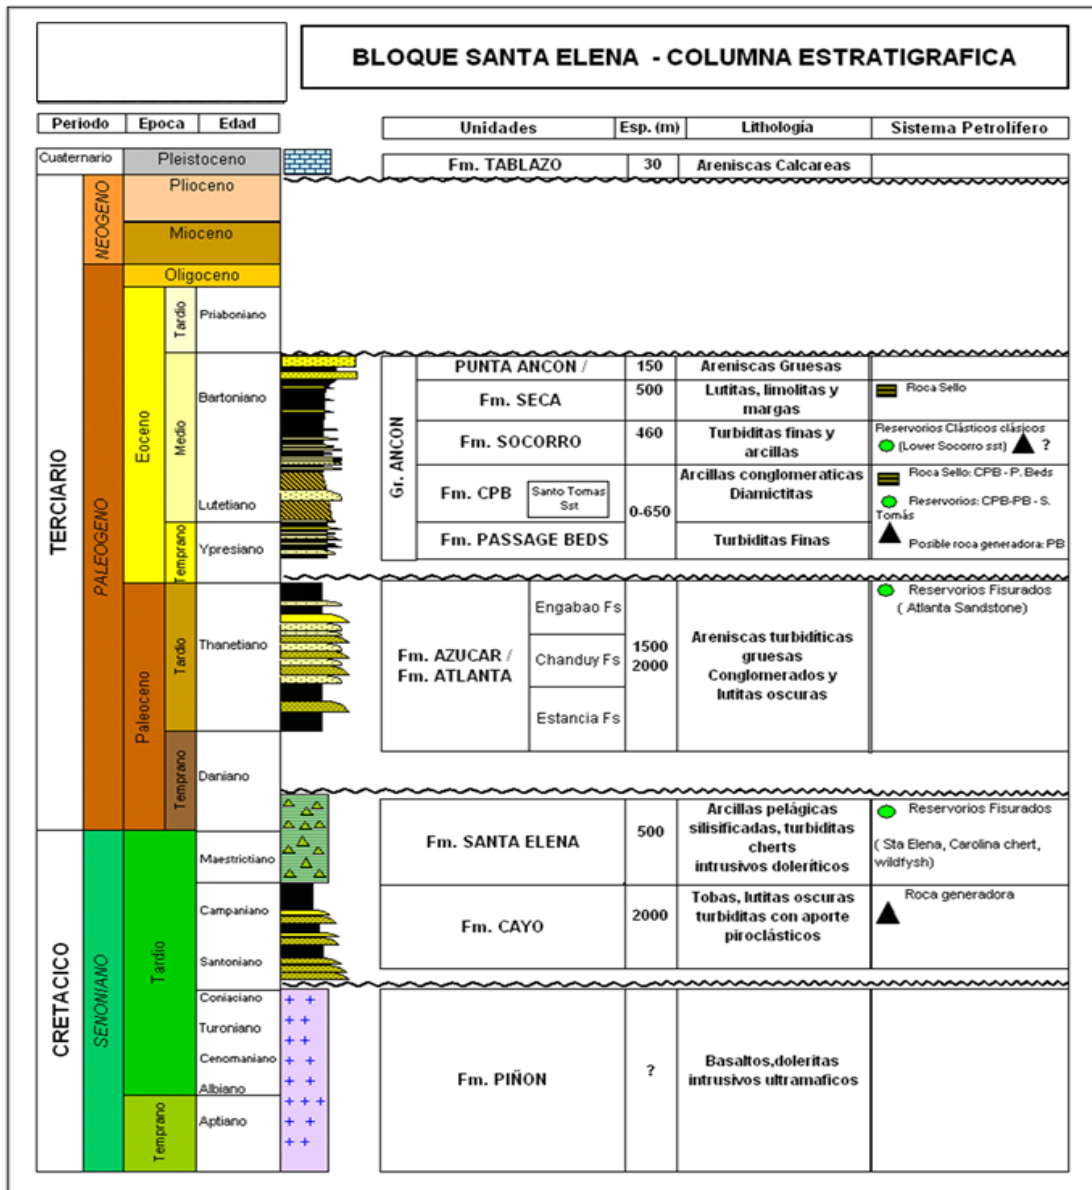 BLOQUE SANTA ELENA - COLUMNA ESTRATIGRAFICA
Periodo Epoca Edad
Unidades Esp. (m) Lithología Sistema Petrolífero
Cuaternario Pleistoceno
Fm. TABLAZO 30 Areniscas Calcareas
TERCIARIO
NEOGENO
Plioceno
Mioceno
PALEOGENO
Oligoceno
Eoceno
Tardio
Priaboniano
Medio
Bartoniano
Lutetiano
Temprano
Ypresiano
Gr. ANCON
PUNTA ANCON / 150 Areniscas Gruesas
Fm. SECA 500 Lutitas, limolitas y
margas
Roca Sello
Fm. SOCORRO 460 Turbiditas finas y
arcillas
Reservorios Clásticos clásicos
(Lower Socorro sst) ?
Fm. CPB
Santo Tomas
Sst
0-650
Arcillas conglomeraticas
Diamictitas
Roca Sello: CPB - P. Beds
Reservorios: CPB-PB - S.
Tomás
Posible roca generadora: PB
Fm. PASSAGE BEDS Turbiditas Finas
Paleoceno
Tardio
Thanetiano
Temprano
Daniano
Fm. AZUCAR /
Fm. ATLANTA
Engabao Fs
Chanduy Fs
Estancia Fs
1500
2000
Areniscas turbidíticas
gruesas
Conglomerados y
lutitas oscuras
Reservorios Fisurados
( Atlanta Sandstone)
CRETACICO
SENONIANO
Tardio
Maestrictiano
Campaniano
Santoniano
Coniaciano
Turoniano
Cenomaniano
Albiano
Temprano
Aptiano
Fm. SANTA ELENA 500
Arcillas pelágicas
silisificadas, turbiditas
cherts
intrusivos doleríticos
Reservorios Fisurados
( Sta Elena, Carolina chert,
wildfysh)
Fm. CAYO 2000
Tobas, lutitas oscuras
turbiditas con aporte
piroclásticos
Roca generadora
Fm. PIÑON ?
Basaltos,doleritas
intrusivos ultramaficos